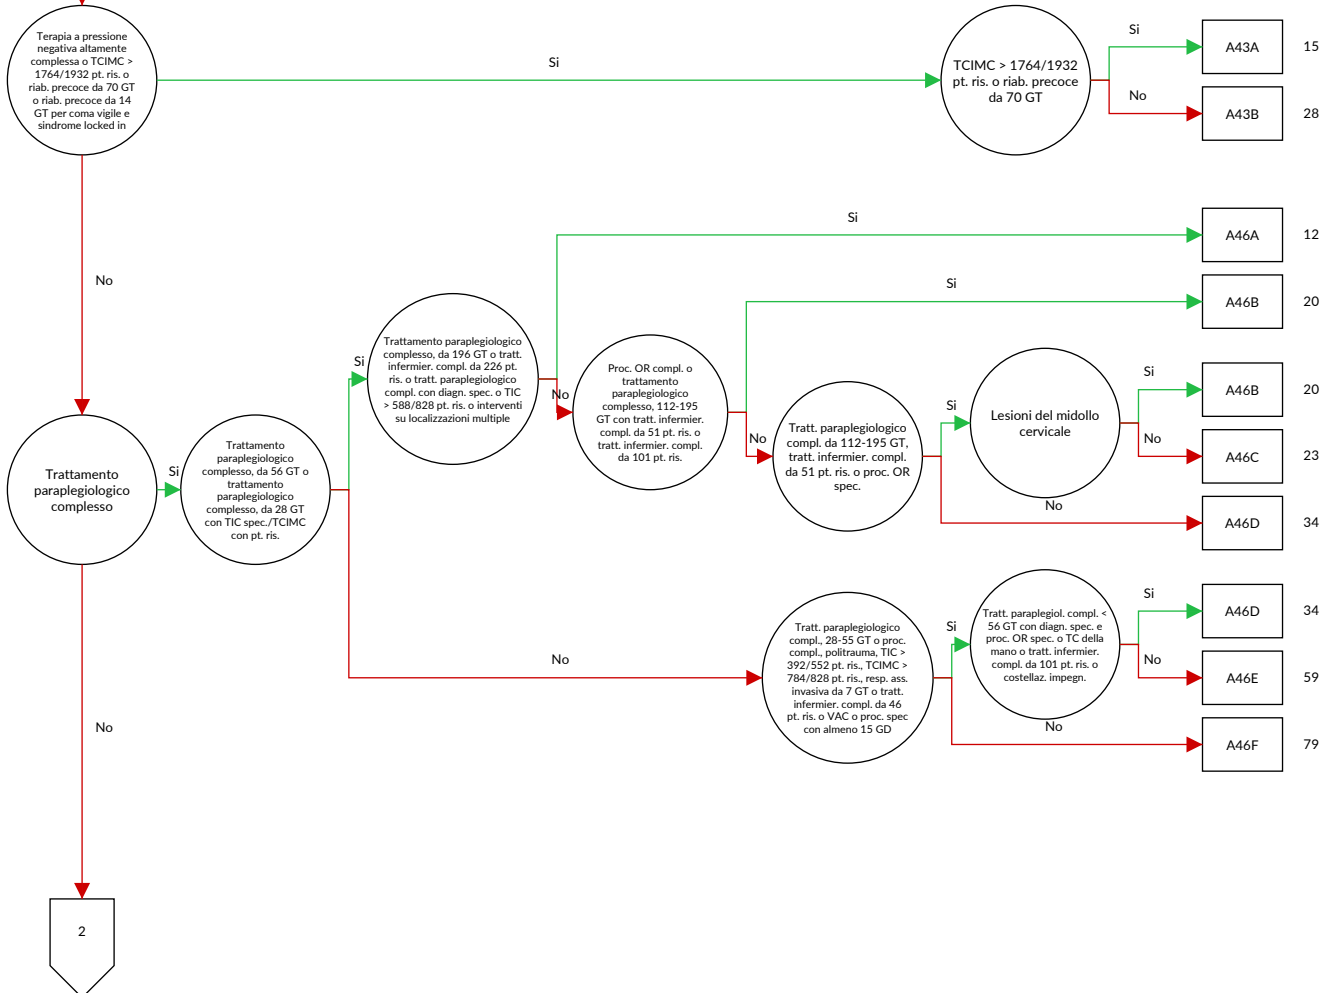 Terapia a pressione
negativa altamente
complessa o TCIMC >
1764/1932 pt. ris. o
riab. precoce da 70 GT
o riab. precoce da 14
GT per coma vigile e
sindrome locked in
Si
TCIMC > 1764/1932
pt. ris. o riab. precoce
da 70 GT
Si
A43A
15
No
A43B
28
No
Si
A46A
12
Si
A46B
20
Trattamento
paraplegiologico
complesso
Si
Trattamento
paraplegiologico
complesso, da 56 GT o
trattamento
paraplegiologico
complesso, da 28 GT
con TIC spec./TCIMC
con pt. ris.
Si
Trattamento paraplegiologico
complesso, da 196 GT o tratt.
infermier. compl. da 226 pt.
ris. o tratt. paraplegiologico
compl. con diagn. spec. o TIC
> 588/828 pt. ris. o interventi
su localizzazioni multiple
No
Proc. OR compl. o
trattamento
paraplegiologico
complesso, 112-195
GT con tratt. infermier.
compl. da 51 pt. ris. o
tratt. infermier. compl.
da 101 pt. ris.
No
Tratt. paraplegiologico
compl. da 112-195 GT,
tratt. infermier. compl.
da 51 pt. ris. o proc. OR
spec.
Si
Lesioni del midollo
cervicale
Si
A46B
20
No
A46C
23
No
A46D
34
No
Tratt. paraplegiologico
compl., 28-55 GT o proc.
compl., politrauma, TIC >
392/552 pt. ris., TCIMC >
784/828 pt. ris., resp. ass.
invasiva da 7 GT o tratt.
infermier. compl. da 46
pt. ris. o VAC o proc. spec
con almeno 15 GD
Si
Tratt. paraplegiol. compl. <
56 GT con diagn. spec. e
proc. OR spec. o TC della
mano o tratt. infermier.
compl. da 101 pt. ris. o
costellaz. impegn.
Si
A46D
34
No
A46E
59
No
A46F
79
No
2